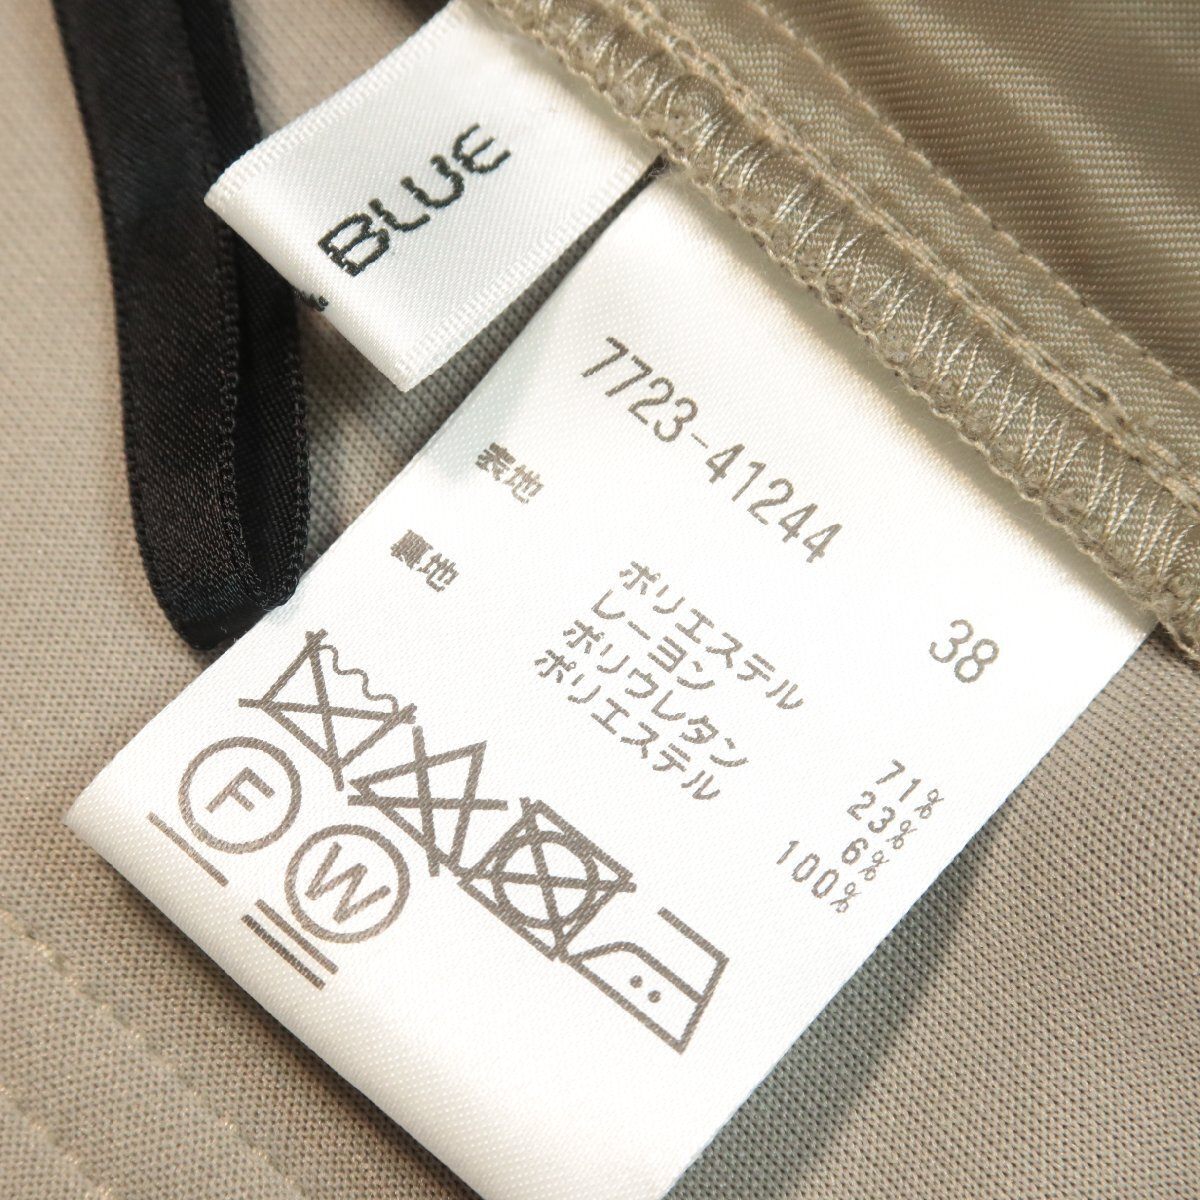 BLUE
7723-41244 38
表地 ポリエステル 71%
レーヨン 23%
ポリウレタン 6%
裏地 ポリエステル 100%
F
W